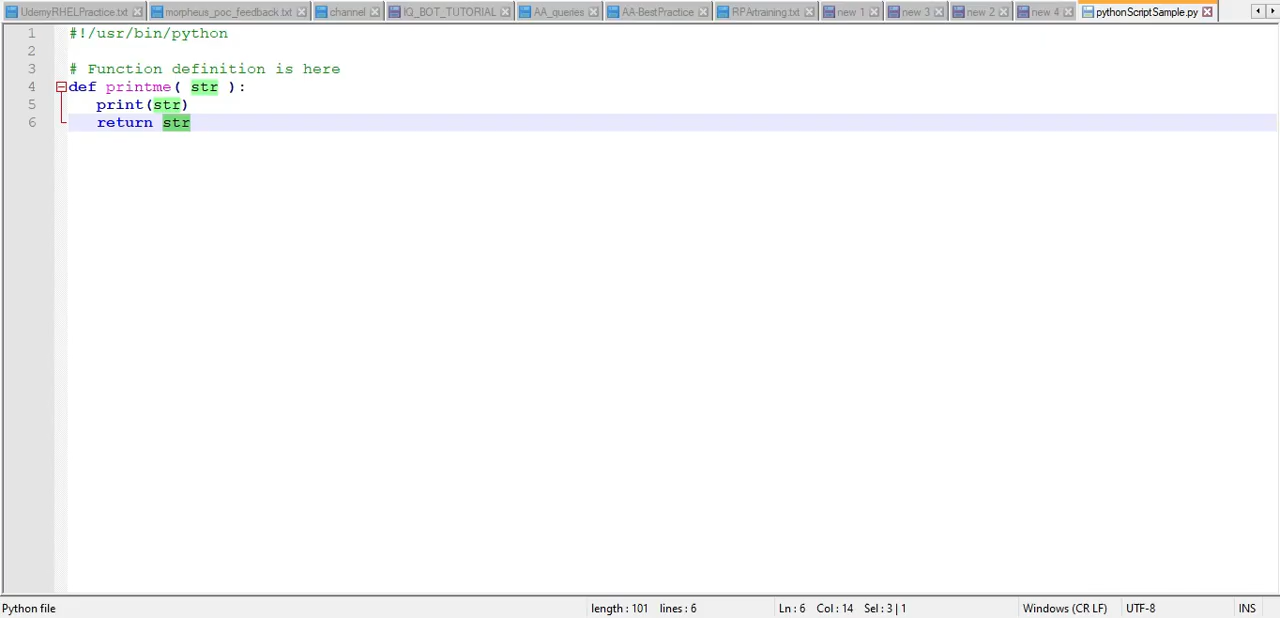 UdemyRHELPractice.txt morpheus_poc_feedback.txt channel IQ_BOT_TUTORIAL AA_queries AA-BestPractice RPArtraining.txt new 1 new 3 new 2 new 4 pythonScriptSample.py
1 #!/usr/bin/python
2
3 # Function definition is here
4 def printme( str ):
5 print(str)
6 return str
Python file length : 101 lines : 6 Ln : 6 Col : 14 Sel : 3 | 1 Windows (CR LF) UTF-8 INS